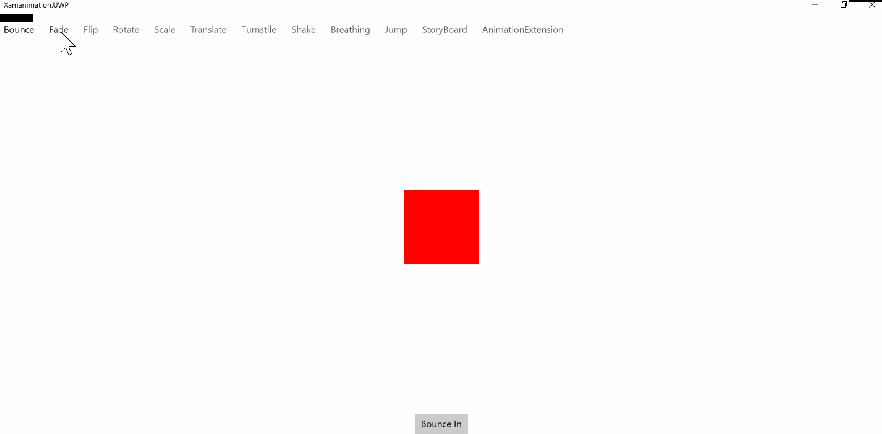 Xamanimation.UWP
Bounce Fade Flip Rotate Scale Translate Turnstile Shake Breathing Jump StoryBoard AnimationExtension
Bounce In